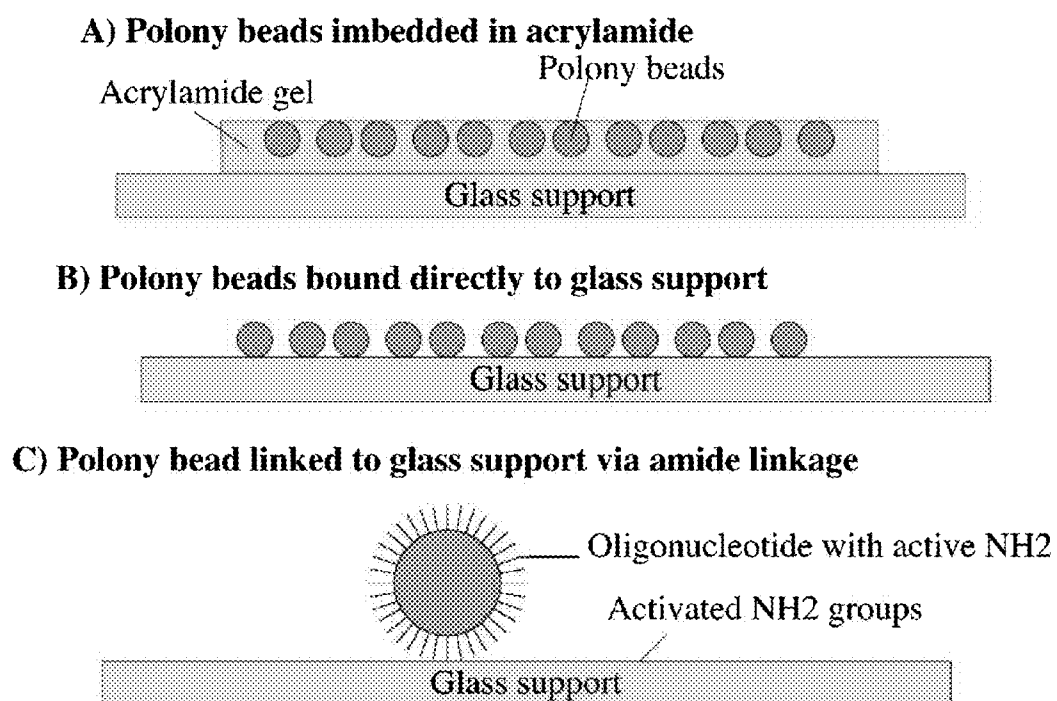 A) Polony beads imbedded in acrylamide
Polony beads
Acrylamide gel
Glass support
B) Polony beads bound directly to glass support
Glass support
C) Polony bead linked to glass support via amide linkage
Oligonucleotide with active NH2
Activated NH2 groups
Glass support